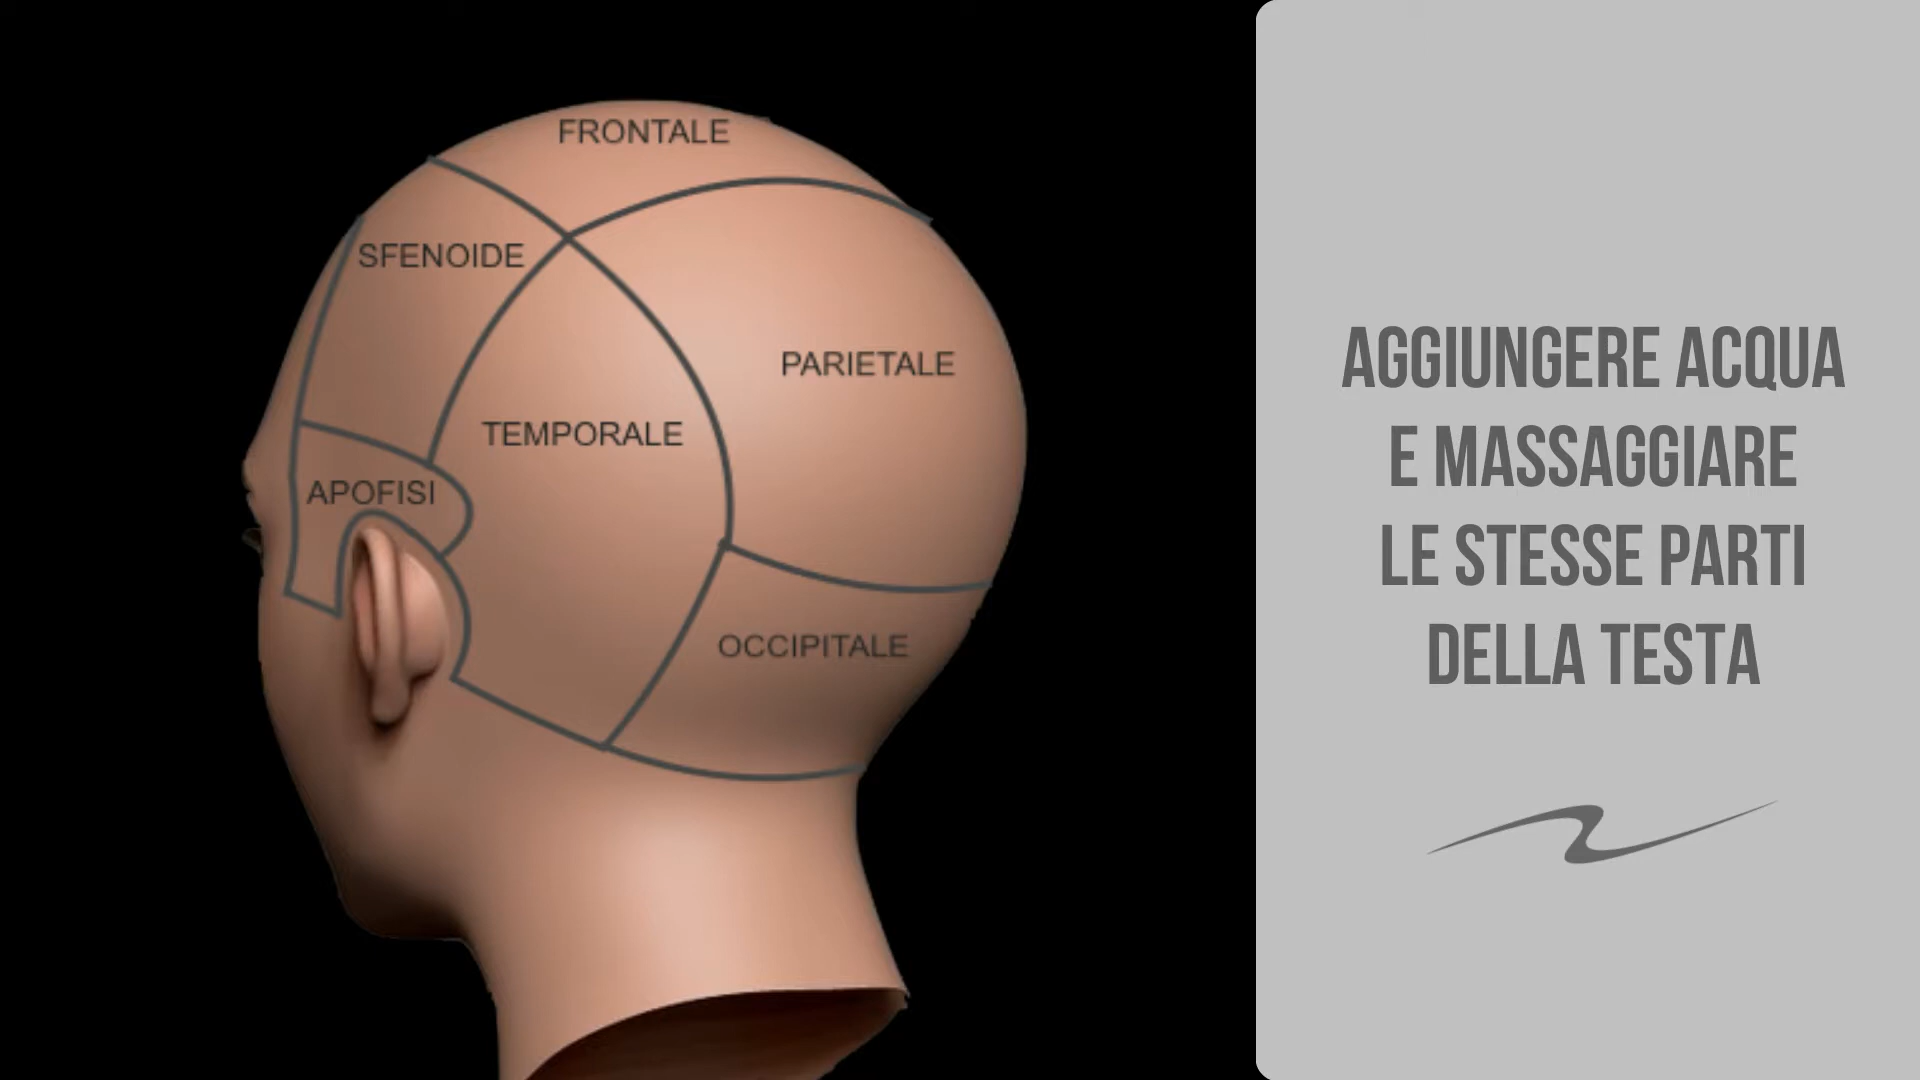 FRONTALE
SFENOIDE
PARIETALE
TEMPORALE
APOFISI
OCCIPITALE
AGGIUNGERE ACQUA
E MASSAGGIARE
LE STESSE PARTI
DELLA TESTA